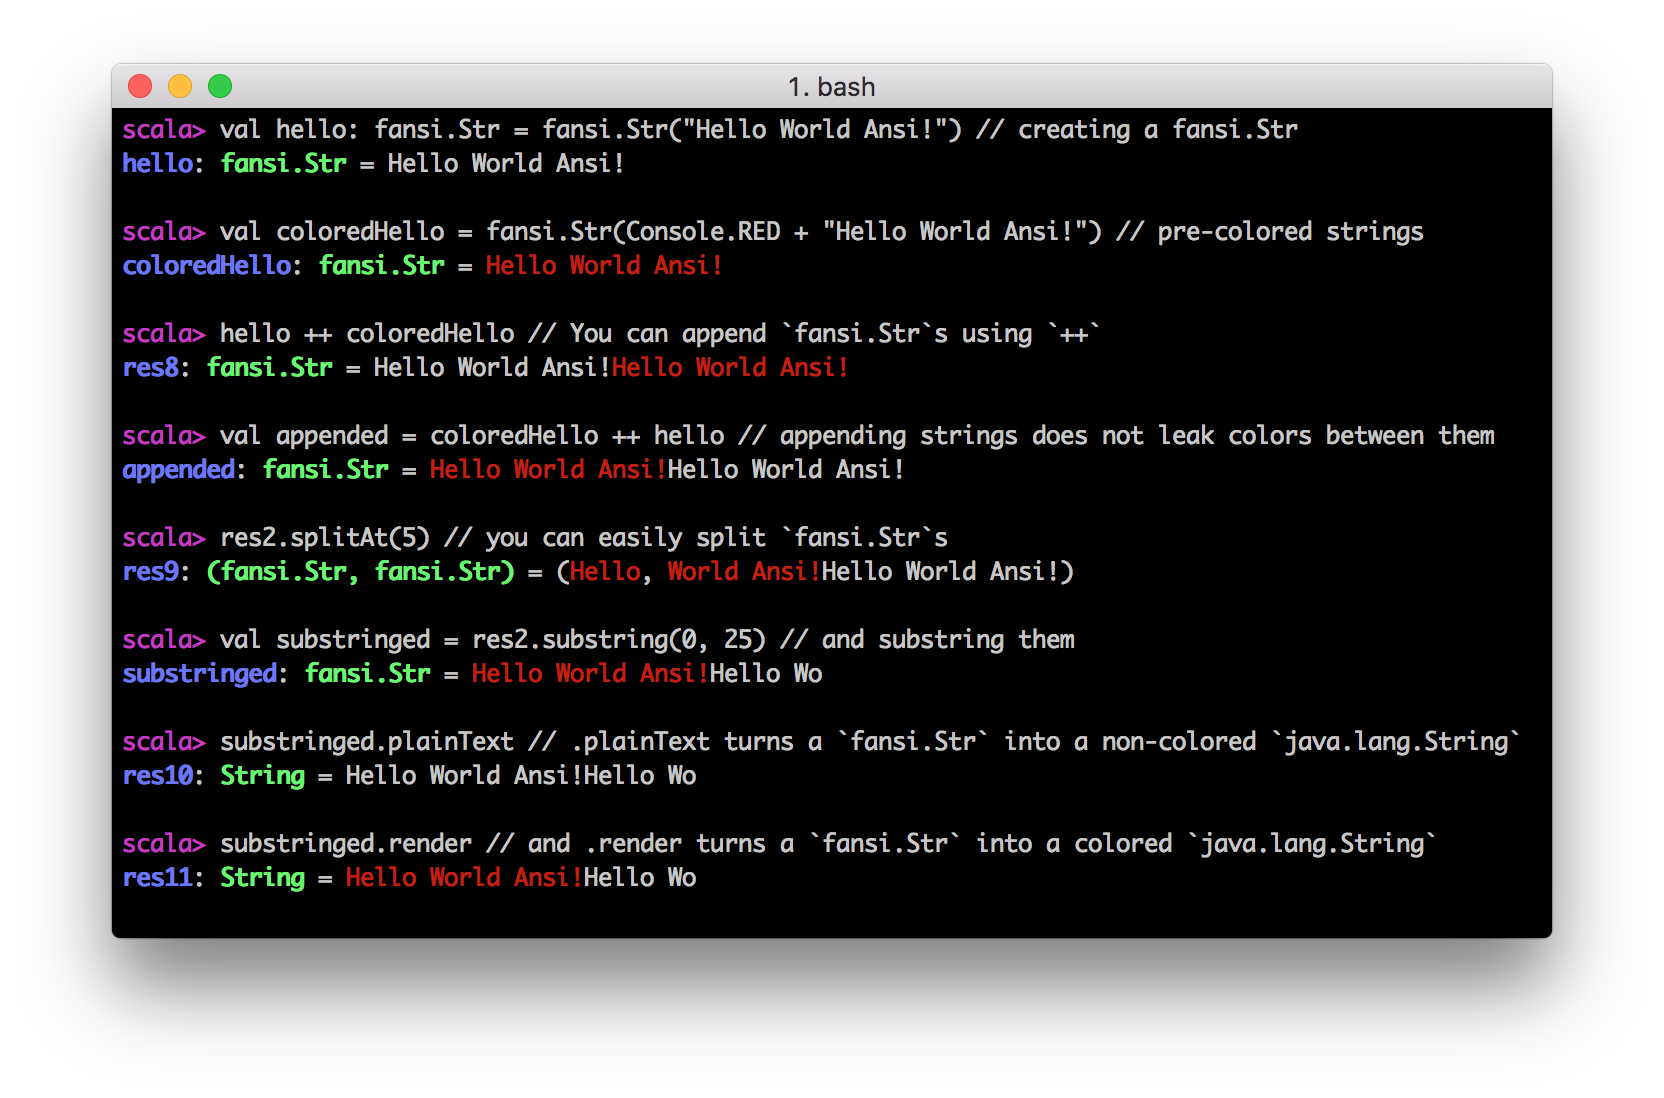 1. bash
scala> val hello: fansi.Str = fansi.Str("Hello World Ansi!") // creating a fansi.Str
hello: fansi.Str = Hello World Ansi!
scala> val coloredHello = fansi.Str(Console.RED + "Hello World Ansi!") // pre-colored strings
coloredHello: fansi.Str = Hello World Ansi!
scala> hello ++ coloredHello // You can append `fansi.Str`s using `++`
res8: fansi.Str = Hello World Ansi!Hello World Ansi!
scala> val appended = coloredHello ++ hello // appending strings does not leak colors between them
appended: fansi.Str = Hello World Ansi!Hello World Ansi!
scala> res2.splitAt(5) // you can easily split `fansi.Str`s
res9: (fansi.Str, fansi.Str) = (Hello, World Ansi!Hello World Ansi!)
scala> val substringed = res2.substring(0, 25) // and substring them
substringed: fansi.Str = Hello World Ansi!Hello Wo
scala> substringed.plainText // .plainText turns a `fansi.Str` into a non-colored `java.lang.String`
res10: String = Hello World Ansi!Hello Wo
scala> substringed.render // and .render turns a `fansi.Str` into a colored `java.lang.String`
res11: String = Hello World Ansi!Hello Wo